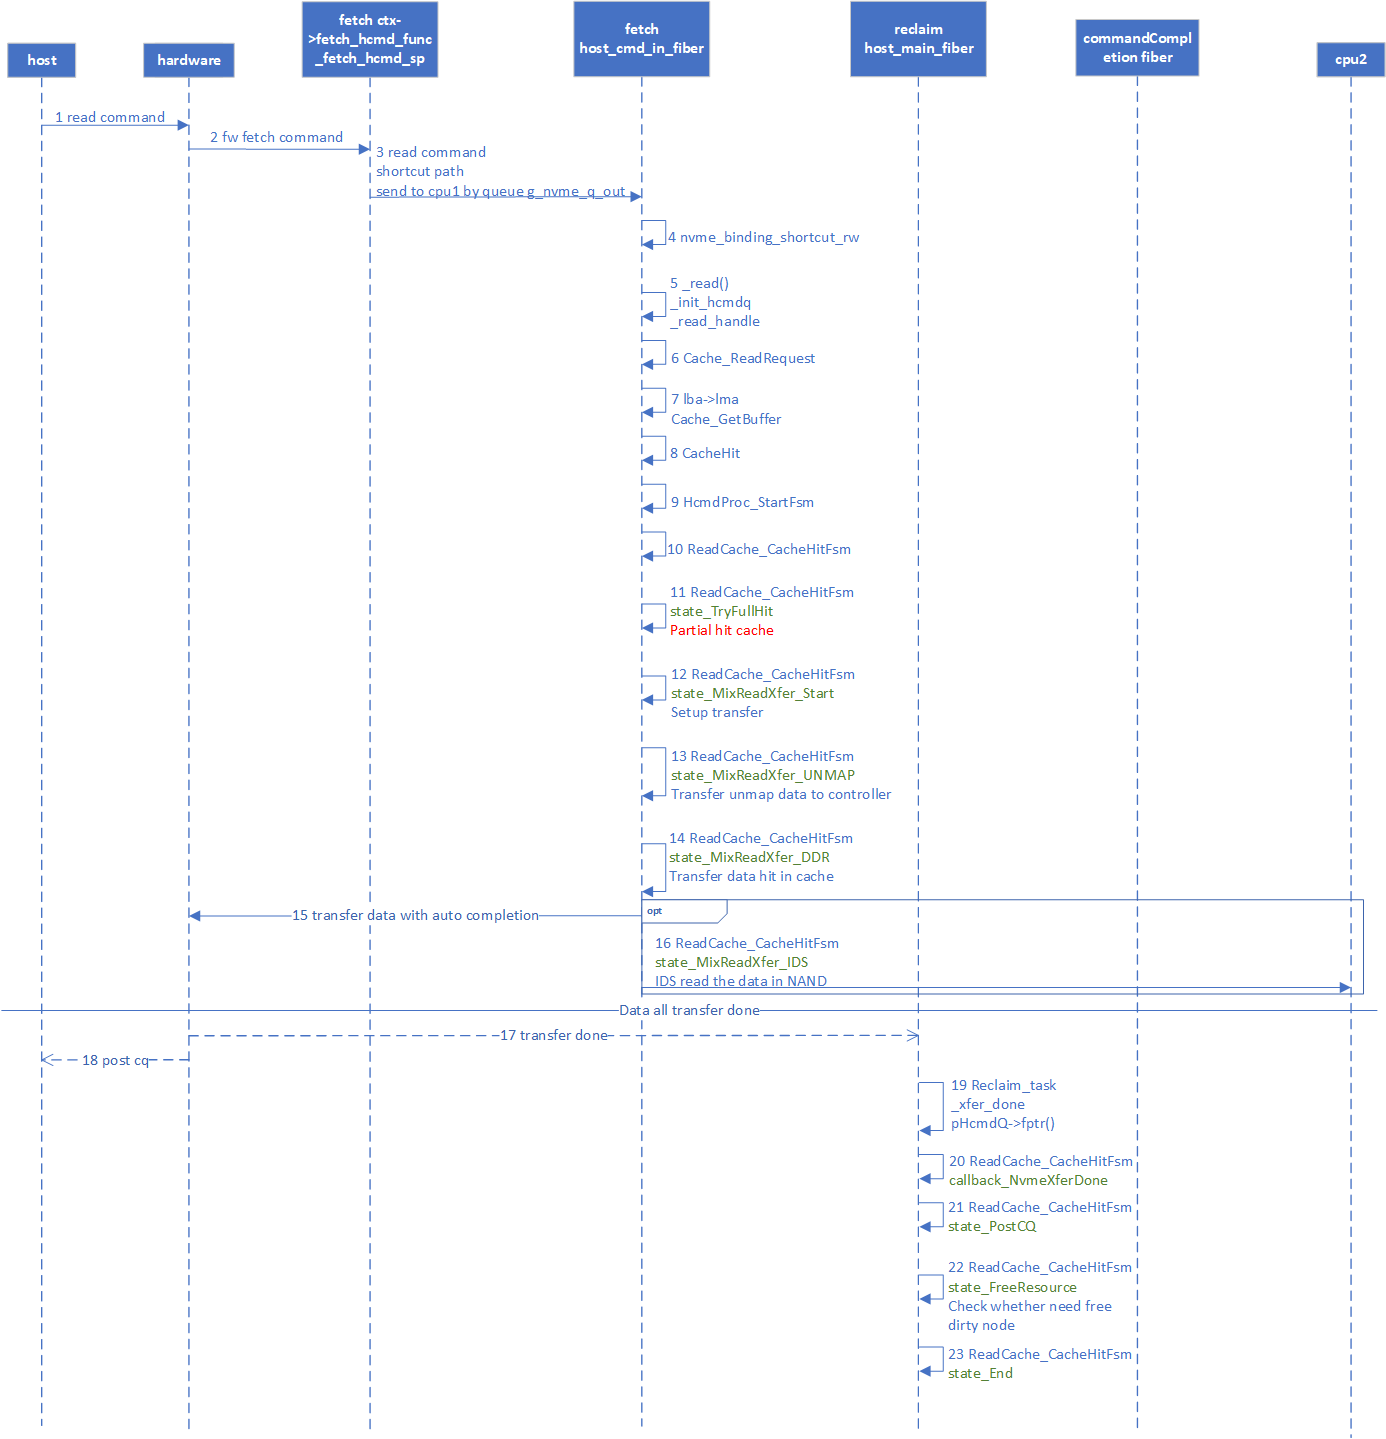 host
hardware
fetch ctx-
>fetch_hcmd_func
_fetch_hcmd_sp
fetch
host_cmd_in_fiber
reclaim
host_main_fiber
commandCompl
etion fiber
cpu2
1 read command
2 fw fetch command
3 read command
shortcut path
send to cpu1 by queue g_nvme_q_out
4 nvme_binding_shortcut_rw
5 _read()
_init_hcmdq
_read_handle
6 Cache_ReadRequest
7 lba->lma
Cache_GetBuffer
8 CacheHit
9 HcmdProc_StartFsm
10 ReadCache_CacheHitFsm
11 ReadCache_CacheHitFsm
state_TryFullHit
Partial hit cache
12 ReadCache_CacheHitFsm
state_MixReadXfer_Start
Setup transfer
13 ReadCache_CacheHitFsm
state_MixReadXfer_UNMAP
Transfer unmap data to controller
14 ReadCache_CacheHitFsm
state_MixReadXfer_DDR
Transfer data hit in cache
15 transfer data with auto completion
opt
16 ReadCache_CacheHitFsm
state_MixReadXfer_IDS
IDS read the data in NAND
Data all transfer done
17 transfer done
18 post cq
19 Reclaim_task
_xfer_done
pHcmdQ->fptr()
20 ReadCache_CacheHitFsm
callback_NvmeXferDone
21 ReadCache_CacheHitFsm
state_PostCQ
22 ReadCache_CacheHitFsm
state_FreeResource
Check whether need free
dirty node
23 ReadCache_CacheHitFsm
state_End